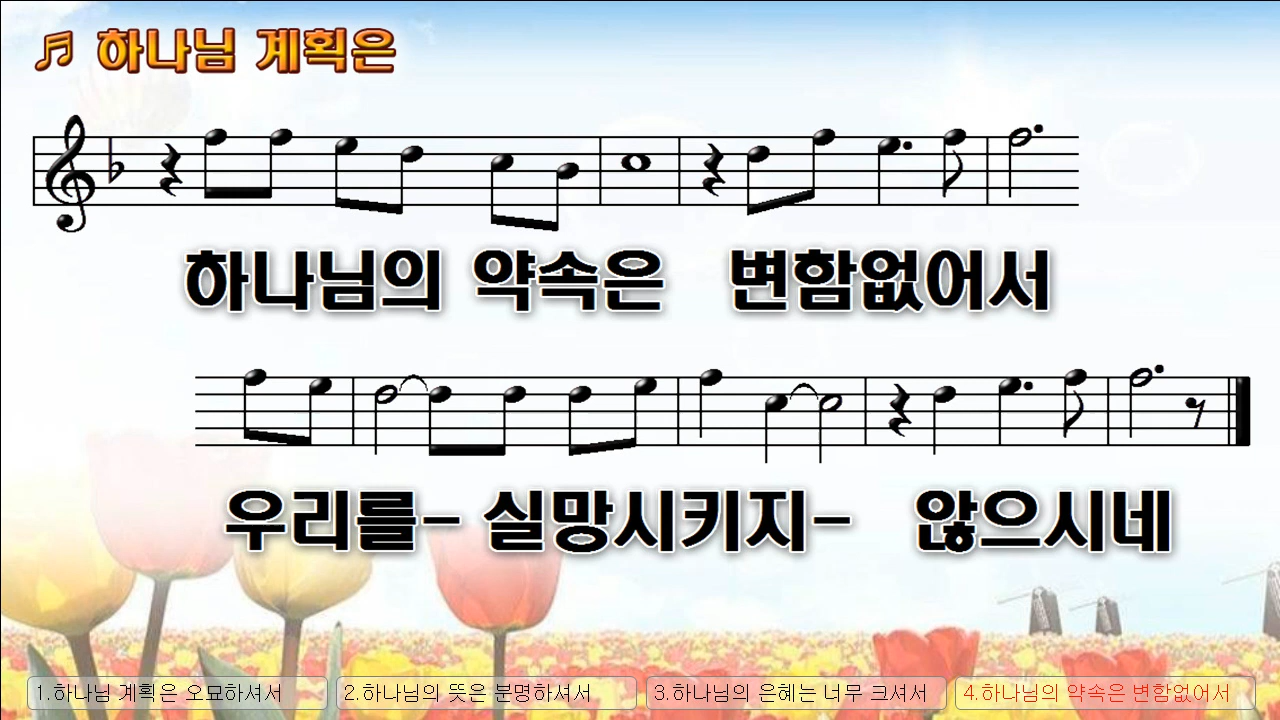 ♬ 하나님 계획은
하나님의 약속은 변함없어서
우리를- 실망시키지- 않으시네
1.하나님 계획은 오묘하셔서 2.하나님의 뜻은 분명하셔서 3.하나님의 은혜는 너무 크셔서 4.하나님의 약속은 변함없어서